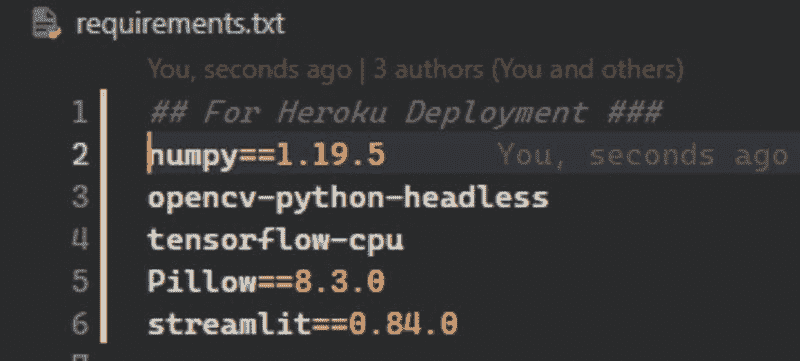 requirements.txt
You, seconds ago | 3 authors (You and others)
1 ## For Heroku Deployment ###
2 numpy==1.19.5 You, seconds ago
3 opencv-python-headless
4 tensorflow-cpu
5 Pillow==8.3.0
6 streamlit==0.84.0